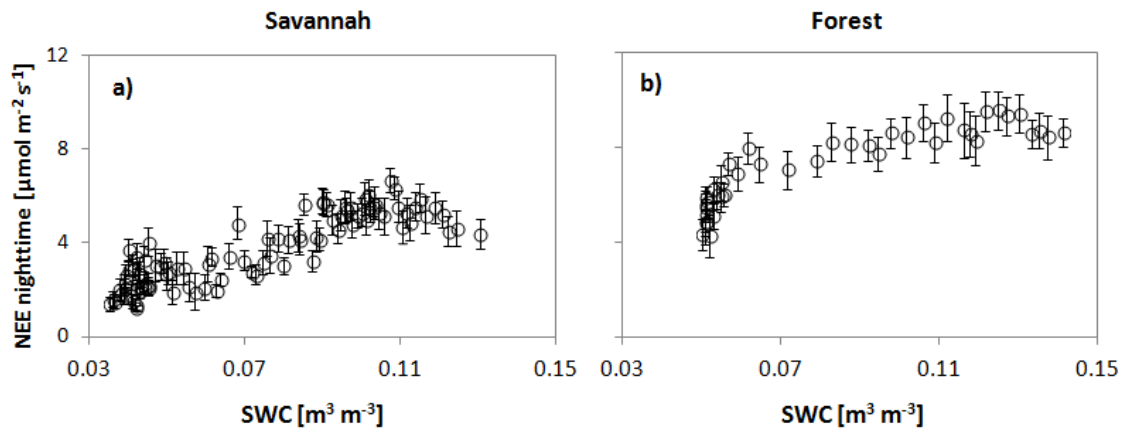 Savannah
Forest
NEE nighttime [µmol m⁻² s⁻¹]
12
8
4
0
a)
b)
0.03 0.07 0.11 0.15
0.03 0.07 0.11 0.15
SWC [m³ m⁻³]
SWC [m³ m⁻³]